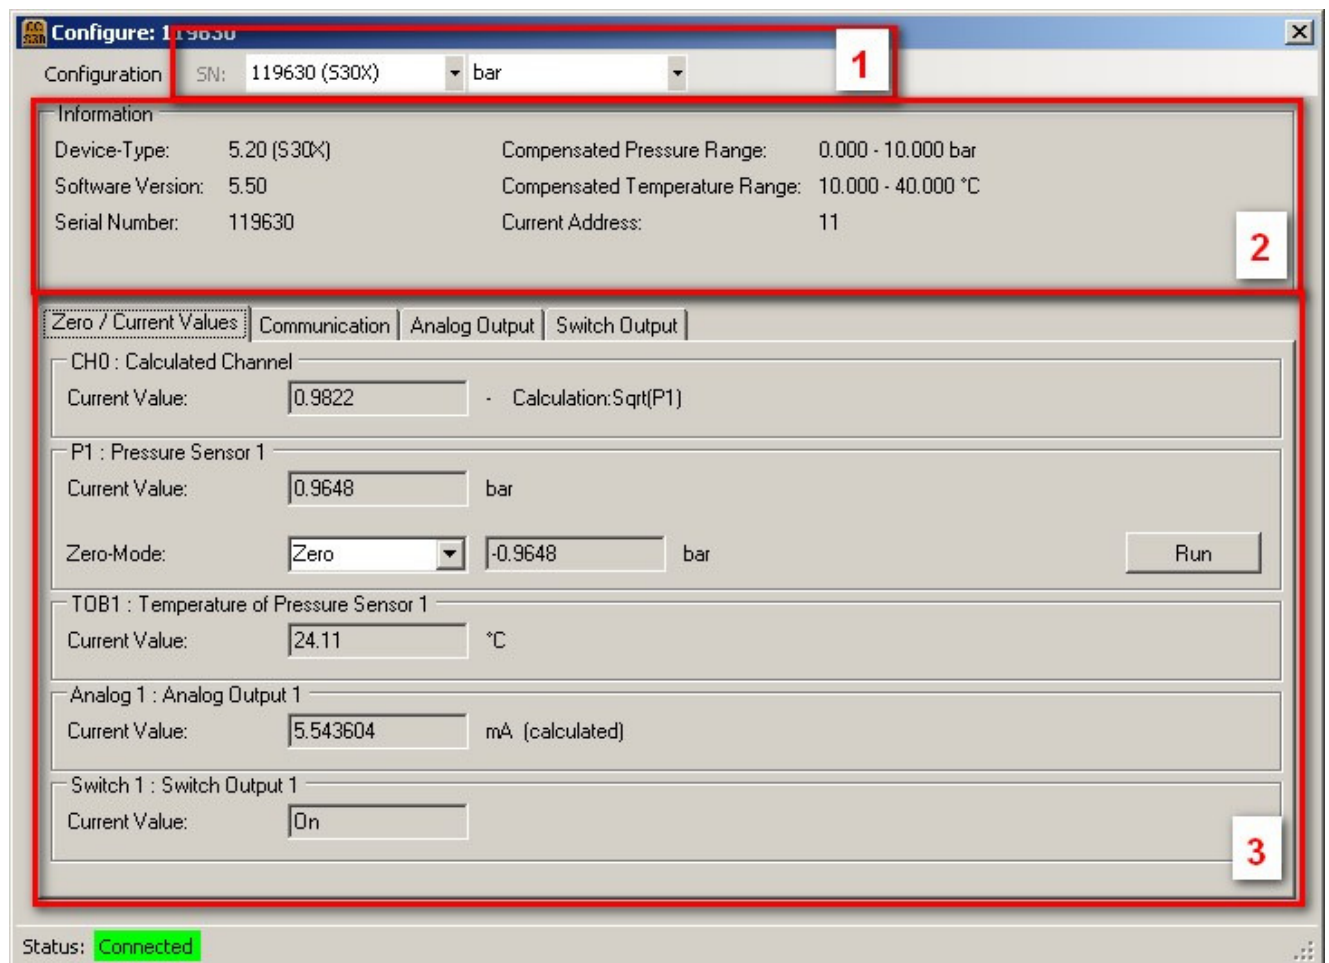 Configure: 119630
Configuration SN: 119630 (S30X) bar
1
Information
Device-Type: 5.20 (S30X) Compensated Pressure Range: 0.000 - 10.000 bar
Software Version: 5.50 Compensated Temperature Range: 10.000 - 40.000 °C
Serial Number: 119630 Current Address: 11
2
Zero / Current Values Communication Analog Output Switch Output
CH0 : Calculated Channel
Current Value: 0.9822 - Calculation:Sqrt(P1)
P1 : Pressure Sensor 1
Current Value: 0.9648 bar
Zero-Mode: Zero -0.9648 bar Run
TOB1 : Temperature of Pressure Sensor 1
Current Value: 24.11 °C
Analog 1 : Analog Output 1
Current Value: 5.543604 mA (calculated)
Switch 1 : Switch Output 1
Current Value: On
3
Status: Connected